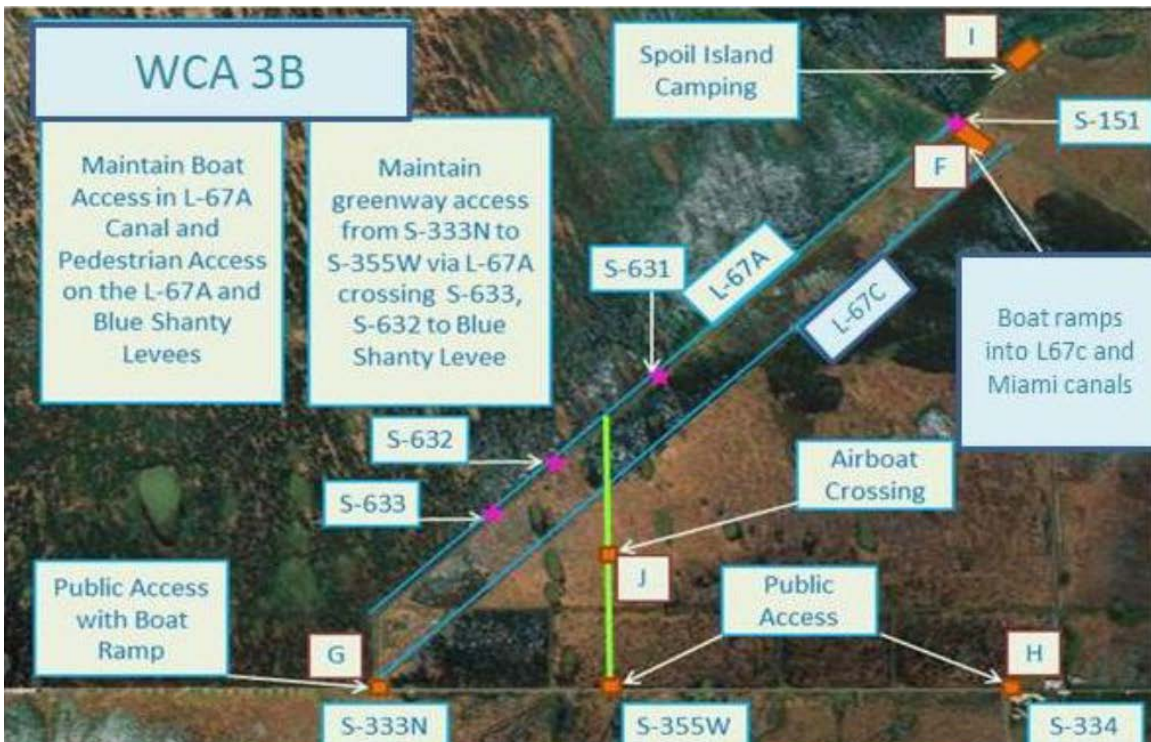 WCA 3B
Maintain Boat
Access in L-67A
Canal and
Pedestrian Access
on the L-67A and
Blue Shanty
Levees
Maintain
greenway access
from S-333N to
S-355W via L-67A
crossing S-633,
S-632 to Blue
Shanty Levee
Spoil Island
Camping
I
S-151
F
S-631
L-67A
L-67C
Boat ramps
into L67c and
Miami canals
S-632
S-633
Airboat
Crossing
J
Public Access
with Boat
Ramp
G
Public
Access
H
S-333N
S-355W
S-334